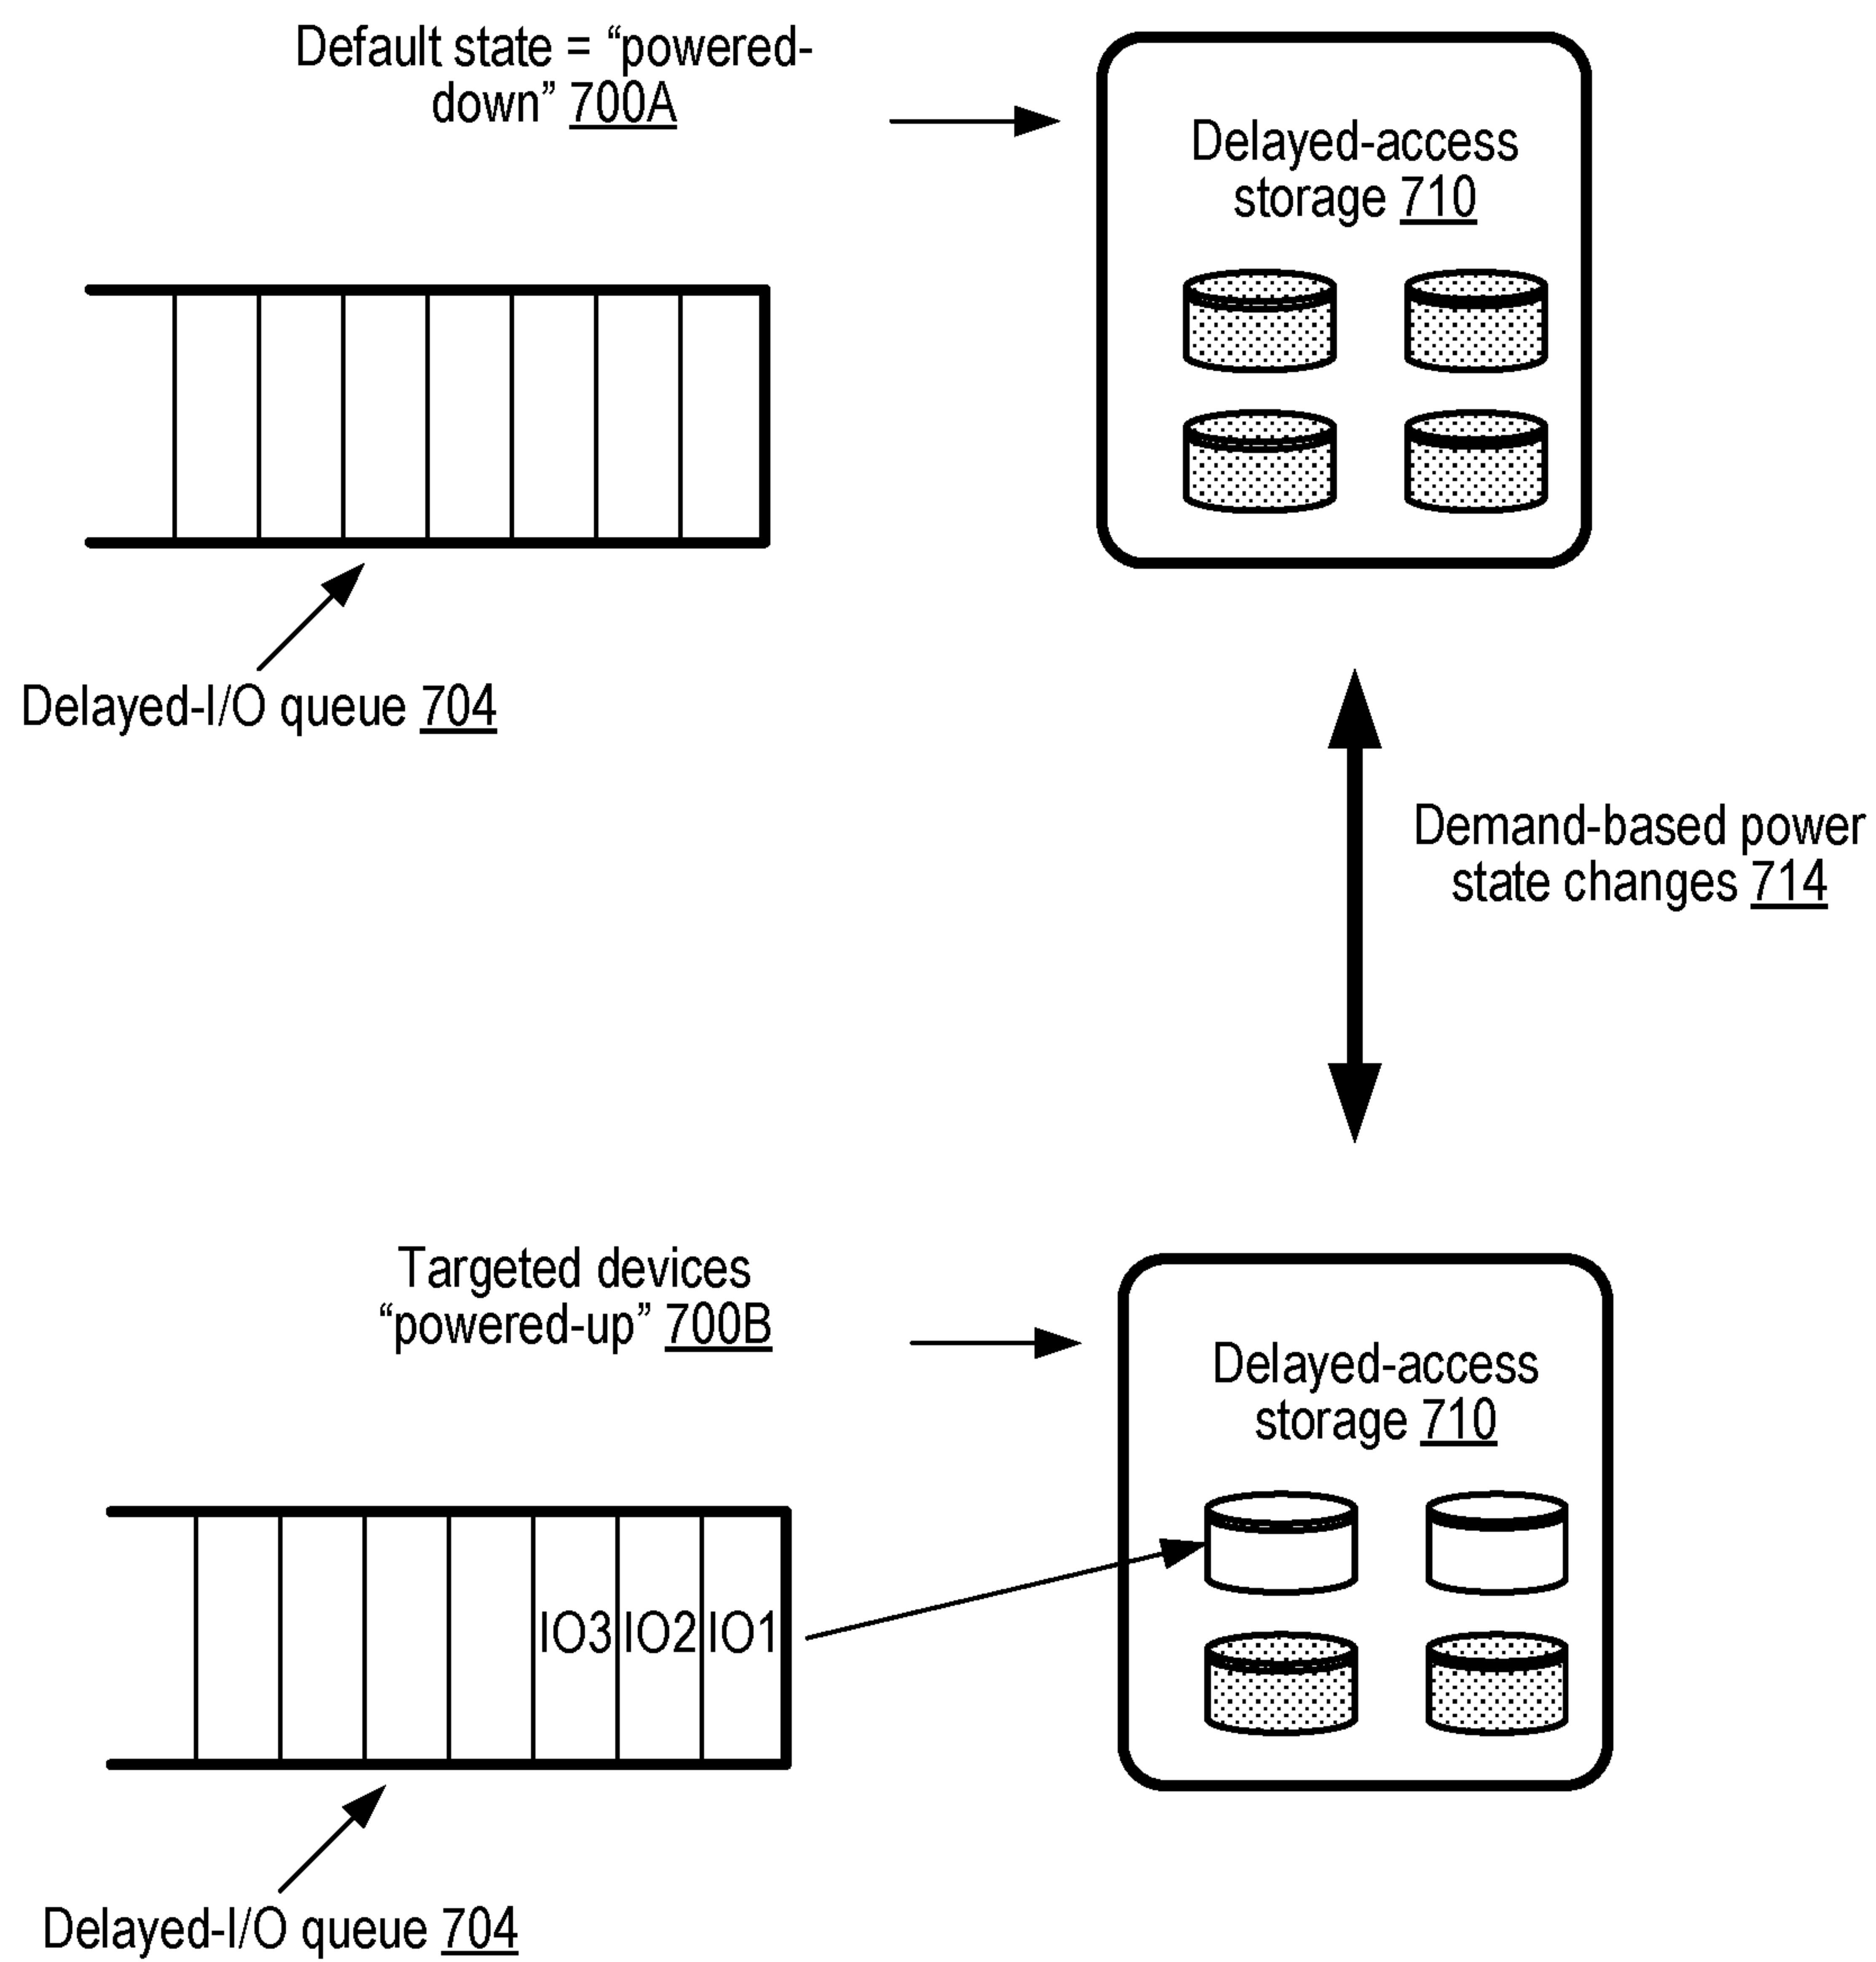 Default state = “powered-
down” 700A
Delayed-access
storage 710
Delayed-I/O queue 704
Demand-based power
state changes 714
Targeted devices
“powered-up” 700B
Delayed-access
storage 710
IO3 IO2 IO1
Delayed-I/O queue 704